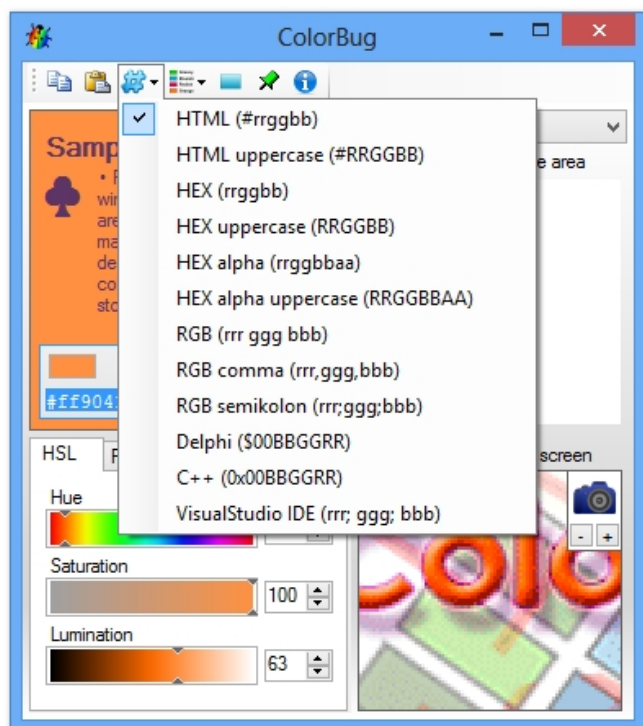 ColorBug
HTML (#rrggbb)
HTML uppercase (#RRGGBB)
HEX (rrggbb)
HEX uppercase (RRGGBB)
HEX alpha (rrggbbaa)
HEX alpha uppercase (RRGGBBAA)
RGB (rrr ggg bbb)
RGB comma (rrr,ggg,bbb)
RGB semikolon (rrr;ggg;bbb)
Delphi ($00BBGGRR)
C++ (0x00BBGGRR)
VisualStudio IDE (rrr; ggg; bbb)
Samp
e area
#ff904
HSL
screen
Hue
Saturation
100
- +
Lumination
63
Colo